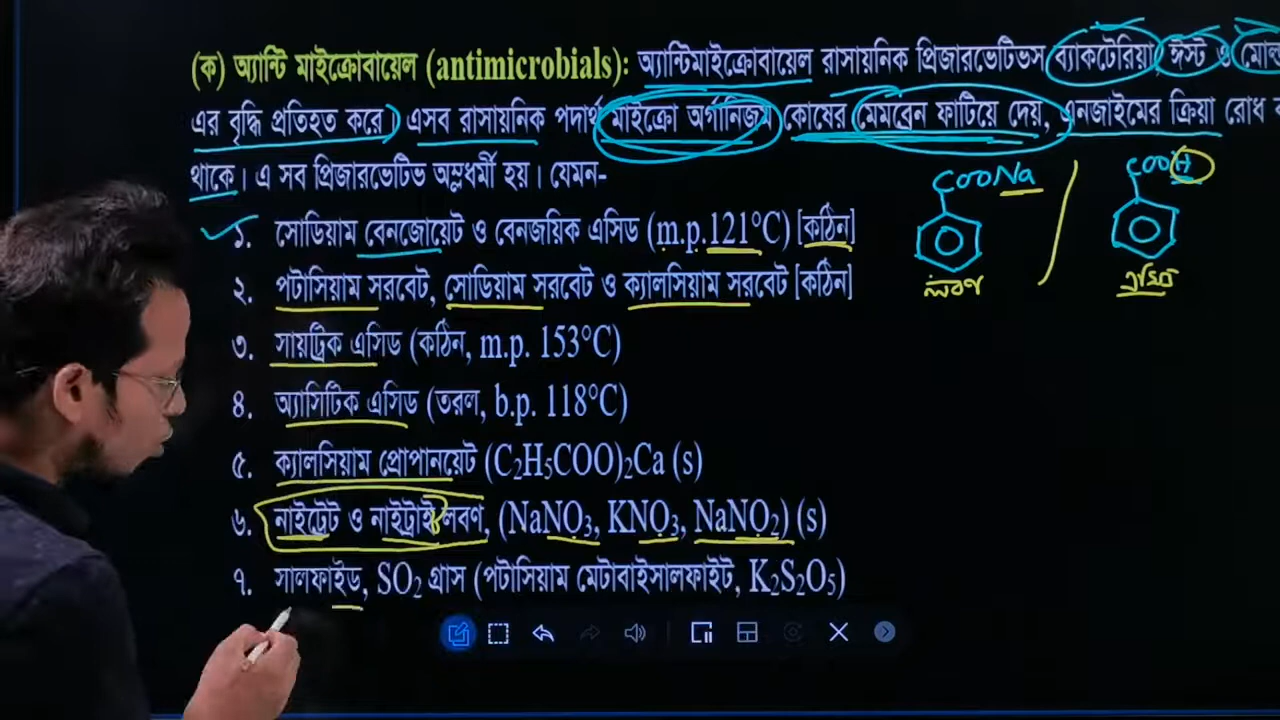 (ক) অ্যান্টি মাইক্রোবায়েল (antimicrobials): অ্যান্টিমাইক্রোবায়েল রাসায়নিক প্রিজারভেটিভস ব্যাকটেরিয়া, ঈস্ট ও
এর বৃদ্ধি প্রতিহত করে। এসব রাসায়নিক পদার্থ মাইক্রো অর্গানিজম কোষের মেমব্রেন ফাটিয়ে দেয়, এনজাইমের ক্রিয়া রোধ
থাকে। এ সব প্রিজারভেটিভ অম্লধর্মী হয়। যেমন-
COONa
COOH
১. সোডিয়াম বেনজোয়েট ও বেনজয়িক এসিড (m.p.121°C) [কঠিন]
লবণ
এসিড
২. পটাসিয়াম সরবেট, সোডিয়াম সরবেট ও ক্যালসিয়াম সরবেট [কঠিন]
৩. সায়ট্রিক এসিড (কঠিন, m.p. 153°C)
8. অ্যাসিটিক এসিড (তরল, b.p. 118°C)
৫. ক্যালসিয়াম প্রোপানয়েট (C₂H₅COO)₂Ca (s)
৬. নাইট্রেট ও নাইট্রাইট লবণ, (NaNO₃, KNO₃, NaNO₂) (s)
৭. সালফাইড, SO₂ গ্রাস (পটাসিয়াম মেটাবাইসালফাইট, K₂S₂O₅)